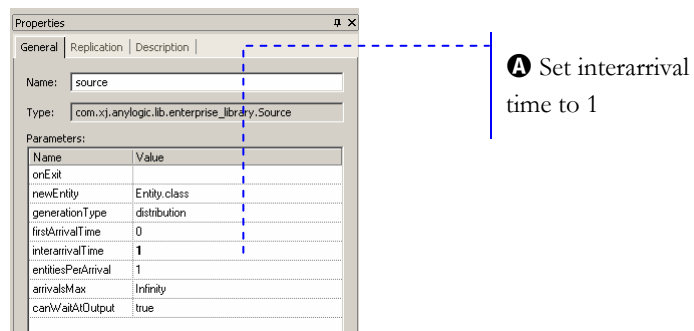 Properties
General Replication Description
Name: source
Type: com.xj.anylogic.lib.enterprise_library.Source
Parameters:
Name Value
onExit
newEntity Entity.class
generationType distribution
firstArrivalTime 0
interarrivalTime 1
entitiesPerArrival 1
arrivalsMax Infinity
canWaitAtOutput true
A Set interarrival
time to 1